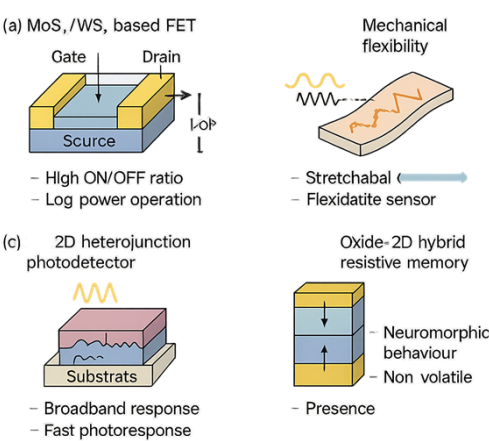 (a) MoS,/WS, based FET
Gate
Drain
Scurce
- HIgh ON/OFF ratio
- Log power operation
Mechanical
flexibility
- Stretchabal
- Flexidatite sensor
(c) 2D heterojunction
photodetector
Substrats
- Broadband response
- Fast photoresponse
Oxide-2D hybrid
resistive memory
- Neuromorphic
behaviour
- Non volatile
- Presence